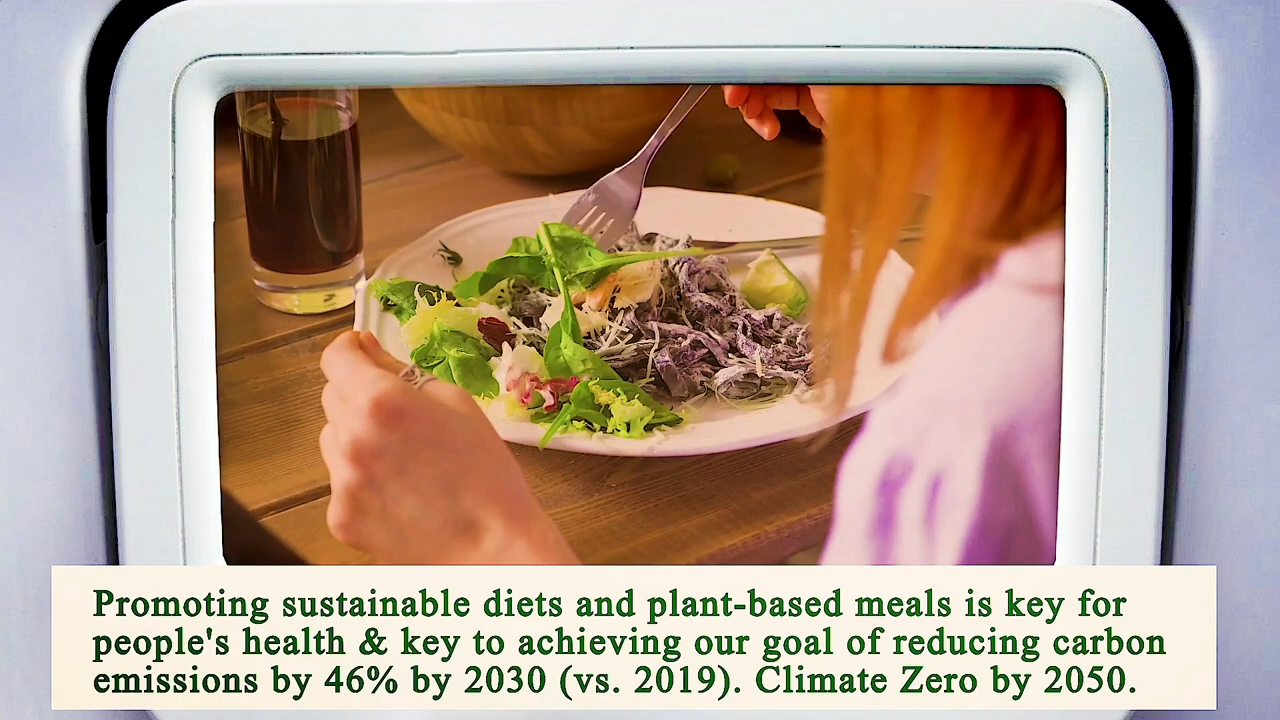 Promoting sustainable diets and plant-based meals is key for
people's health & key to achieving our goal of reducing carbon
emissions by 46% by 2030 (vs. 2019). Climate Zero by 2050.